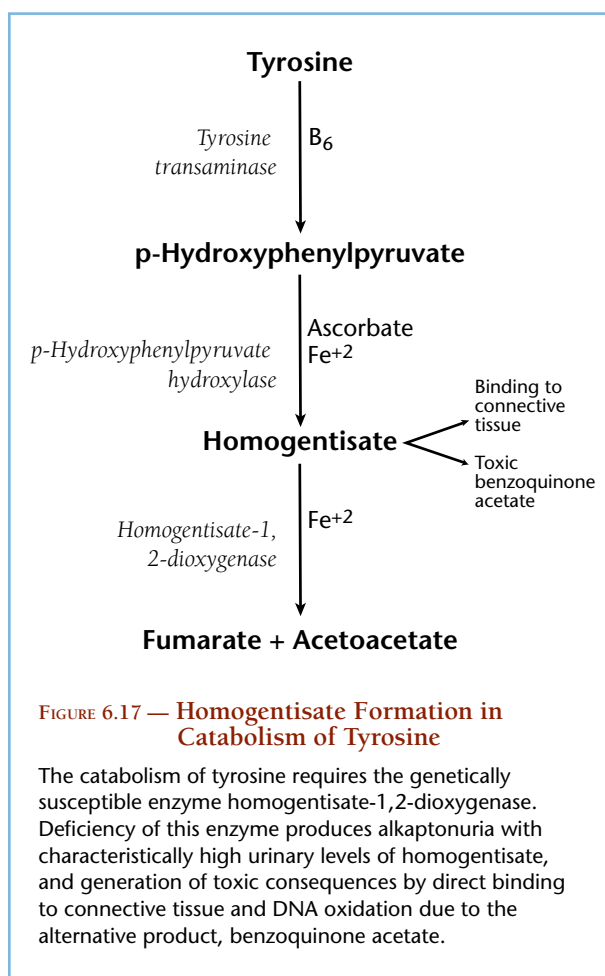 Tyrosine
Tyrosine
transaminase
B6
p-Hydroxyphenylpyruvate
p-Hydroxyphenylpyruvate
hydroxylase
Ascorbate
Fe+2
Homogentisate
Binding to
connective
tissue
Toxic
benzoquinone
acetate
Homogentisate-1,
2-dioxygenase
Fe+2
Fumarate + Acetoacetate
FIGURE 6.17 — Homogentisate Formation in
Catabolism of Tyrosine
The catabolism of tyrosine requires the genetically
susceptible enzyme homogentisate-1,2-dioxygenase.
Deficiency of this enzyme produces alkaptonuria with
characteristically high urinary levels of homogentisate,
and generation of toxic consequences by direct binding
to connective tissue and DNA oxidation due to the
alternative product, benzoquinone acetate.